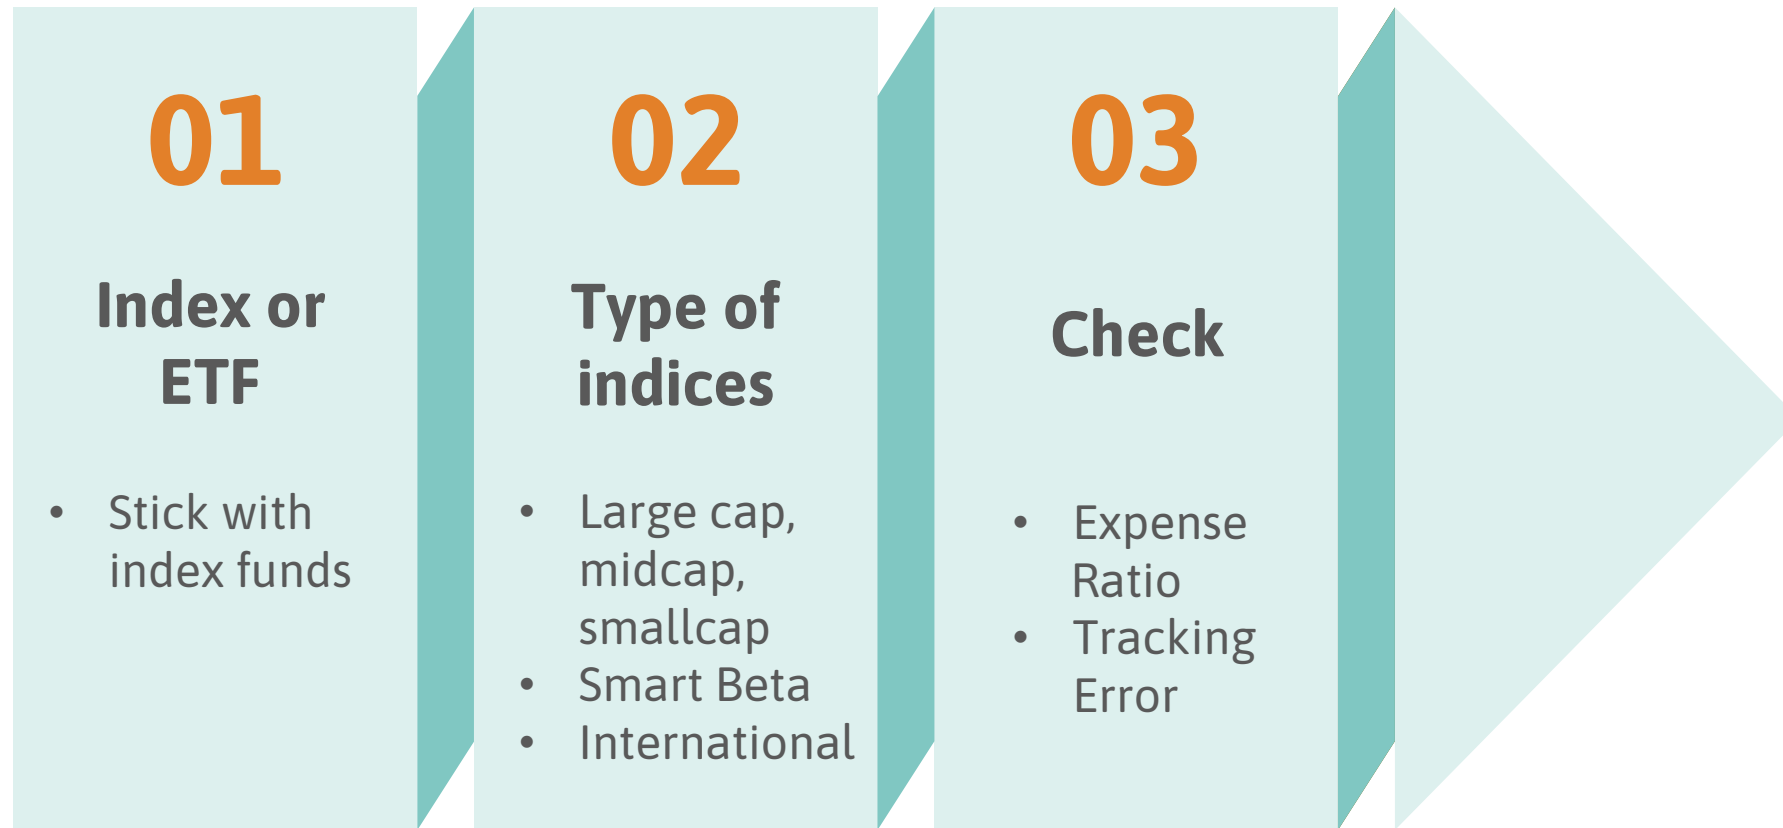 01
Index or
ETF
• Stick with
index funds
02
Type of
indices
• Large cap,
midcap,
smallcap
• Smart Beta
• International
03
Check
• Expense
Ratio
• Tracking
Error